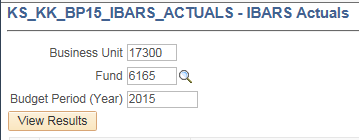 KS_KK_BP15_IBARS_ACTUALS - IBARS Actuals
Business Unit 17300
Fund 6165
Budget Period (Year) 2015
View Results